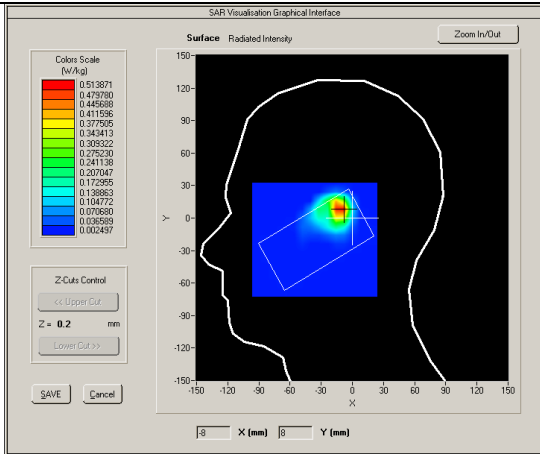 SAR Visualisation Graphical Interface
Surface Radiated Intensity
Zoom In/Out
Colors Scale
(W/kg)
0.513871
0.479780
0.445688
0.411596
0.377505
0.343413
0.309322
0.275230
0.241138
0.207047
0.172955
0.138863
0.104772
0.070680
0.036589
0.002497
Z-Cuts Control
<< Upper Cut
Z = 0.2 mm
Lower Cut >>
SAVE
Cancel
150
120
90
60
30
0
-30
-60
-90
-120
-150
Y
-150 -120 -90 -60 -30 0 30 60 90 120 150
X
-8 X (mm) 8 Y (mm)